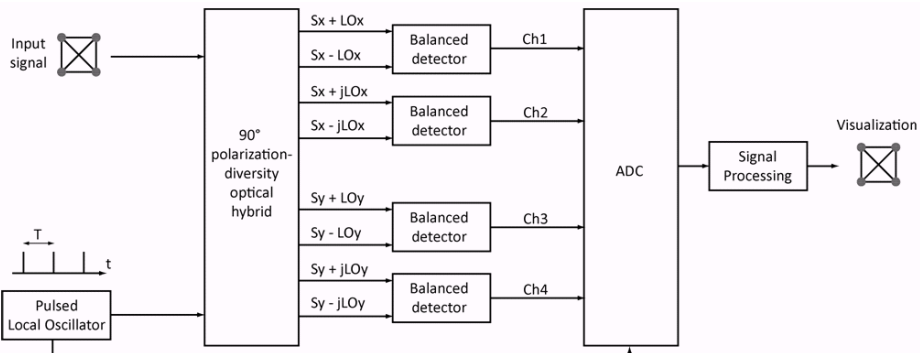 Input
signal
90°
polarization-
diversity
optical
hybrid
T
t
Pulsed
Local Oscillator
Sx + LOx
Sx - LOx
Sx + jLOx
Sx - jLOx
Sy + LOy
Sy - LOy
Sy + jLOy
Sy - jLOy
Balanced
detector
Balanced
detector
Balanced
detector
Balanced
detector
Ch1
Ch2
Ch3
Ch4
ADC
Signal
Processing
Visualization